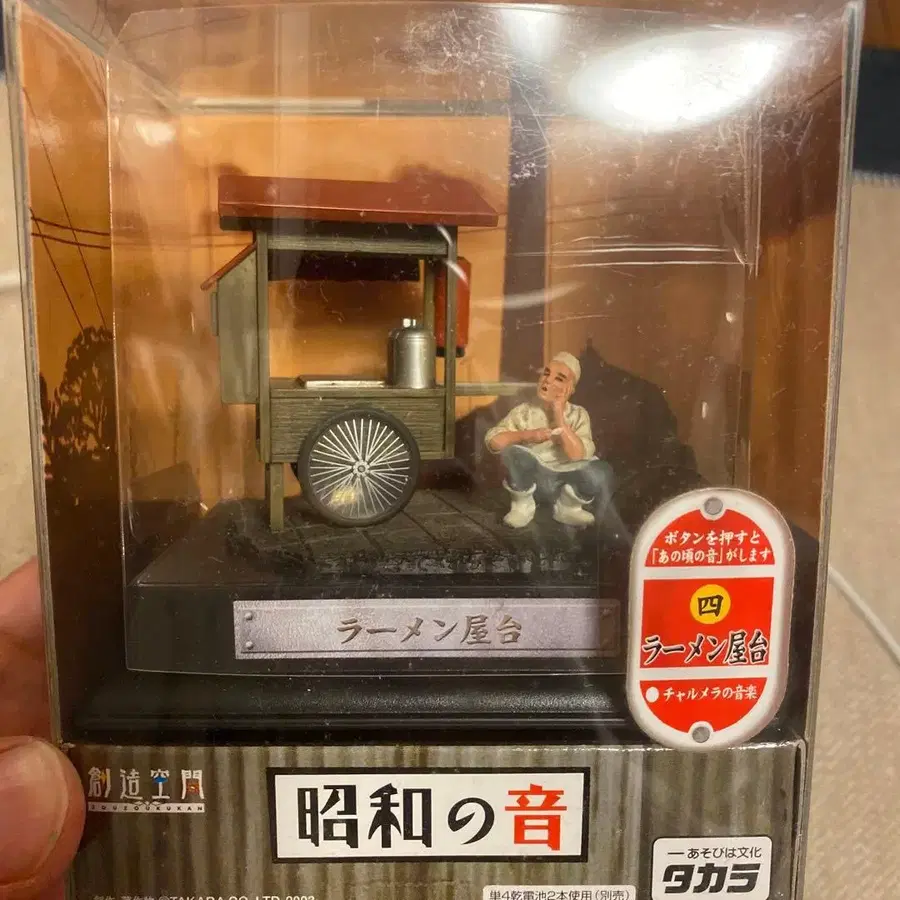 ボタンを押すと
「あの頃の音」がします
四
ラーメン屋台
●チャルメラの音楽
ラーメン屋台
創造空間
SOUZOUKUKAN
昭和の音
―あそびは文化
タカラ
単4乾電池2本使用(別売)
©TAKARA CO.,LTD.